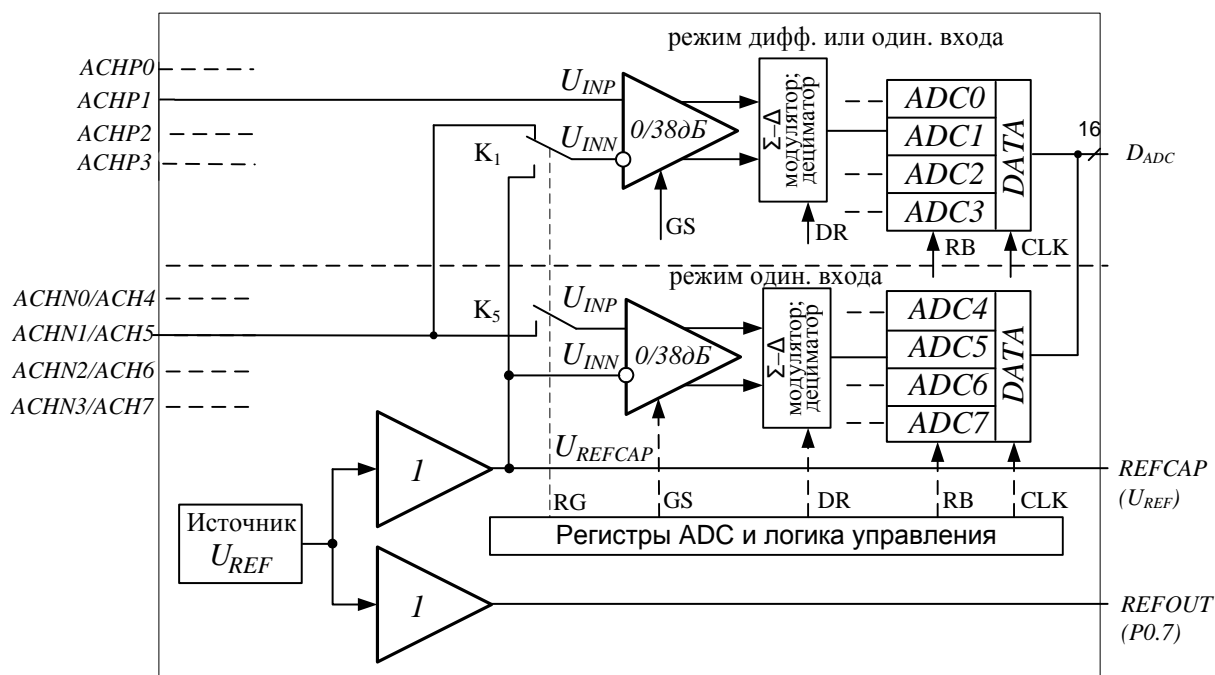 режим дифф. или один. входа
ACHP0
ACHP1
ACHP2
ACHP3
U_INP
U_INN
K1
0/38дБ
GS
Σ–Δ
модулятор;
дециматор
DR
ADC0
ADC1
ADC2
ADC3
DATA
RB
CLK
16
D_ADC
режим один. входа
ACHN0/ACH4
ACHN1/ACH5
ACHN2/ACH6
ACHN3/ACH7
K5
U_INP
U_INN
0/38дБ
Σ–Δ
модулятор;
дециматор
ADC4
ADC5
ADC6
ADC7
DATA
1
U_REFCAP
REFCAP
(U_REF)
RG
GS
DR
RB
CLK
Источник
U_REF
Регистры ADC и логика управления
1
REFOUT
(P0.7)